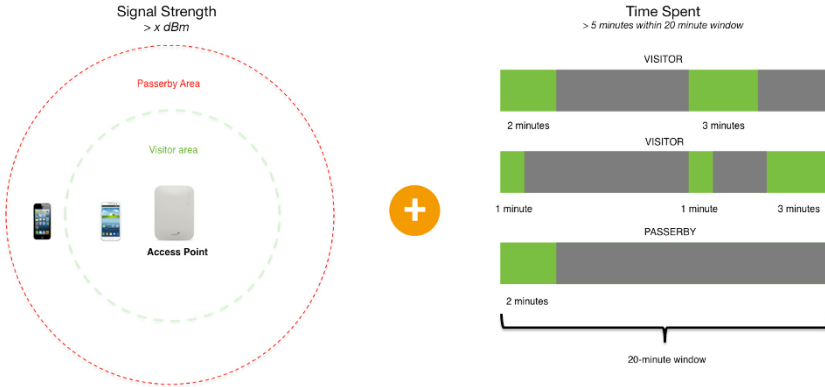 Signal Strength
> x dBm
Passerby Area
Visitor area
Access Point
Time Spent
> 5 minutes within 20 minute window
VISITOR
2 minutes
3 minutes
VISITOR
1 minute
1 minute
3 minutes
PASSERBY
2 minutes
20-minute window